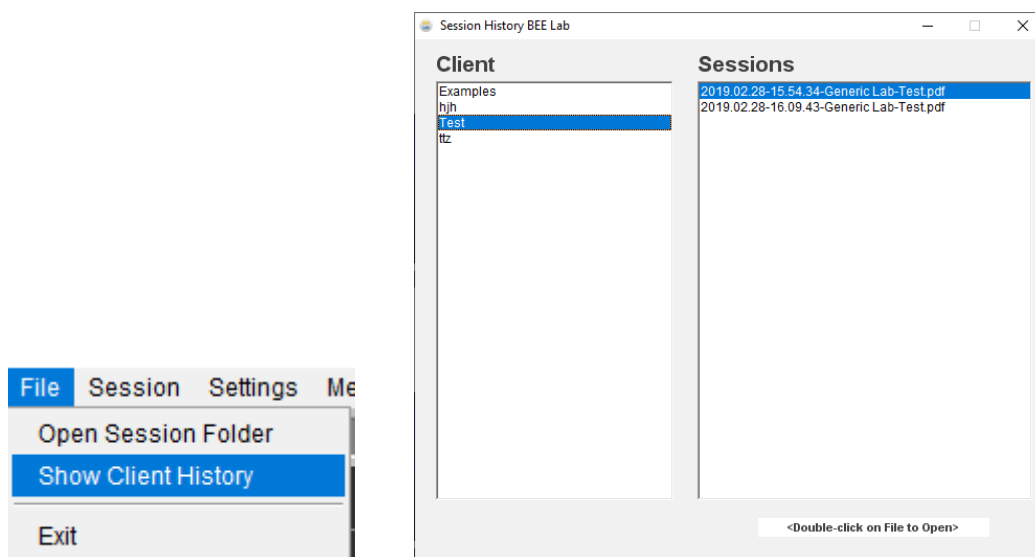 Session History BEE Lab
Client
Examples
hjh
Test
ttz
Sessions
2019.02.28-15.54.34-Generic Lab-Test.pdf
2019.02.28-16.09.43-Generic Lab-Test.pdf
<Double-click on File to Open>
File Session Settings Me
Open Session Folder
Show Client History
Exit